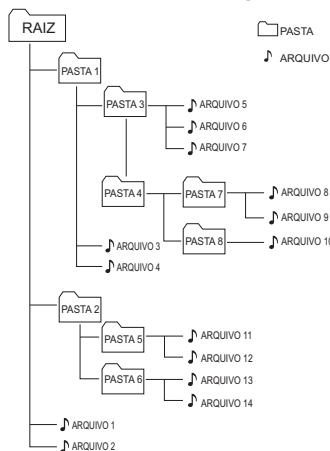 RAIZ
PASTA
ARQUIVO
PASTA 1
PASTA 3
ARQUIVO 5
ARQUIVO 6
ARQUIVO 7
PASTA 4
PASTA 7
ARQUIVO 8
ARQUIVO 9
PASTA 8
ARQUIVO 10
ARQUIVO 3
ARQUIVO 4
PASTA 2
PASTA 5
ARQUIVO 11
ARQUIVO 12
PASTA 6
ARQUIVO 13
ARQUIVO 14
ARQUIVO 1
ARQUIVO 2